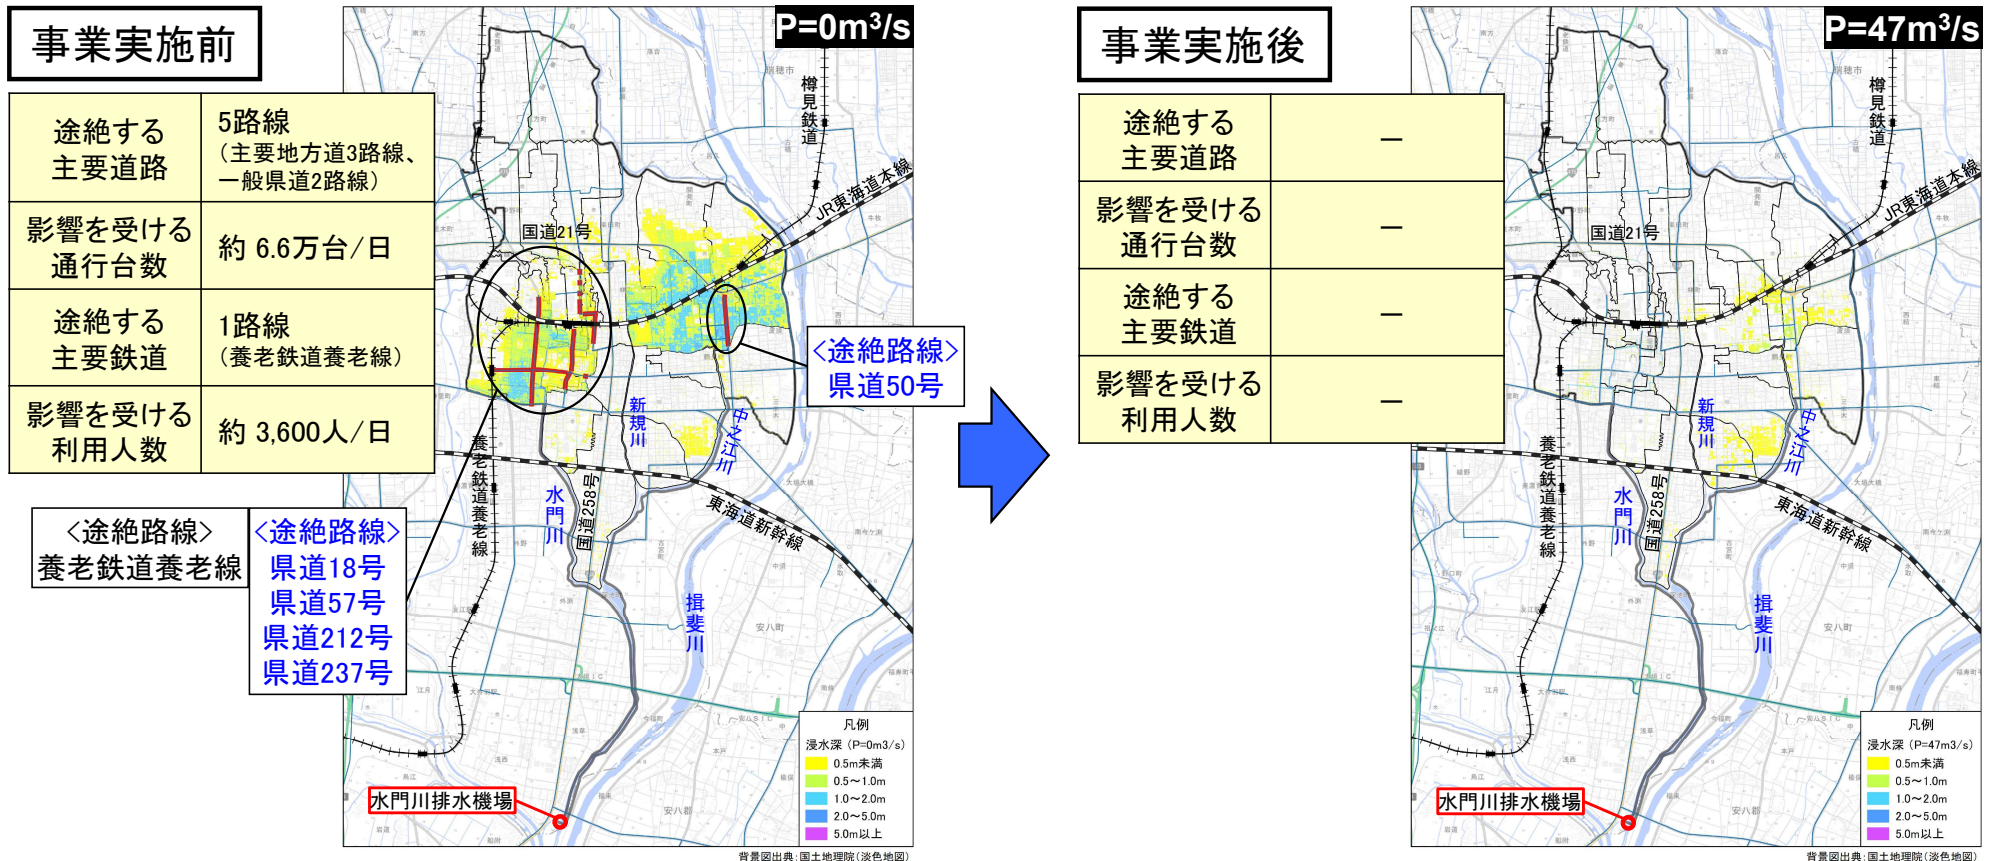 事業実施前
P=0m³/s
途絶する
主要道路
5路線
（主要地方道3路線、
一般県道2路線）
影響を受ける
通行台数
約 6.6万台/日
途絶する
主要鉄道
1路線
（養老鉄道養老線）
影響を受ける
利用人数
約 3,600人/日
瑞穂市
樽見鉄道
JR東海道本線
国道21号
<途絶路線>
県道50号
新規川
中之江川
養老鉄道養老線
水門川
国道258号
東海道新幹線
揖斐川
安八町
安八郡
<途絶路線>
養老鉄道養老線
<途絶路線>
県道18号
県道57号
県道212号
県道237号
水門川排水機場
凡例
浸水深（P=0m3/s）
0.5m未満
0.5～1.0m
1.0～2.0m
2.0～5.0m
5.0m以上
背景図出典：国土地理院（淡色地図）
事業実施後
P=47m³/s
途絶する
主要道路
－
影響を受ける
通行台数
－
途絶する
主要鉄道
－
影響を受ける
利用人数
－
瑞穂市
樽見鉄道
JR東海道本線
国道21号
新規川
中之江川
養老鉄道養老線
水門川
国道258号
東海道新幹線
揖斐川
安八町
安八郡
水門川排水機場
凡例
浸水深（P=47m3/s）
0.5m未満
0.5～1.0m
1.0～2.0m
2.0～5.0m
5.0m以上
背景図出典：国土地理院（淡色地図）